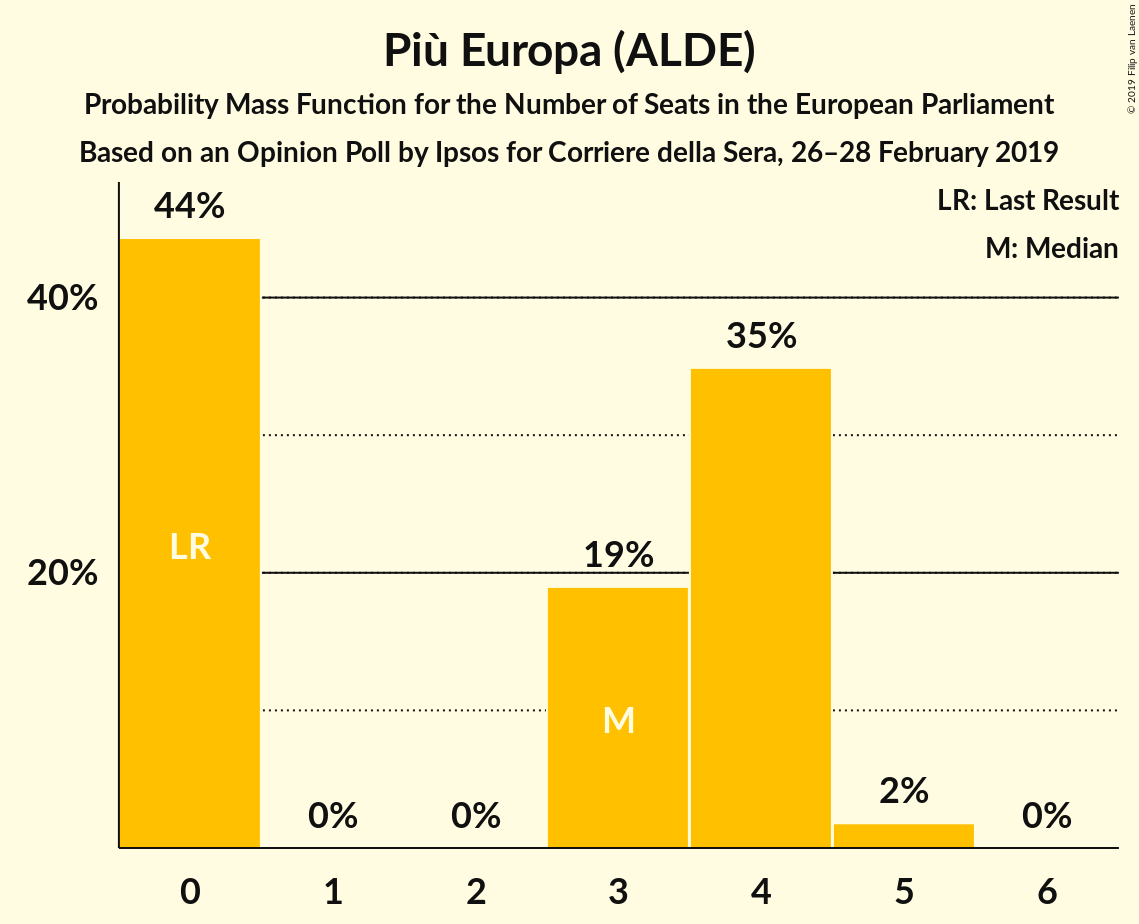 Più Europa (ALDE)
Probability Mass Function for the Number of Seats in the European Parliament
Based on an Opinion Poll by Ipsos for Corriere della Sera, 26–28 February 2019
© 2019 Filip van Laenen
LR: Last Result
M: Median
44%
40%
35%
LR
19%
20%
M
2%
0%
0%
0%
0
1
2
3
4
5
6